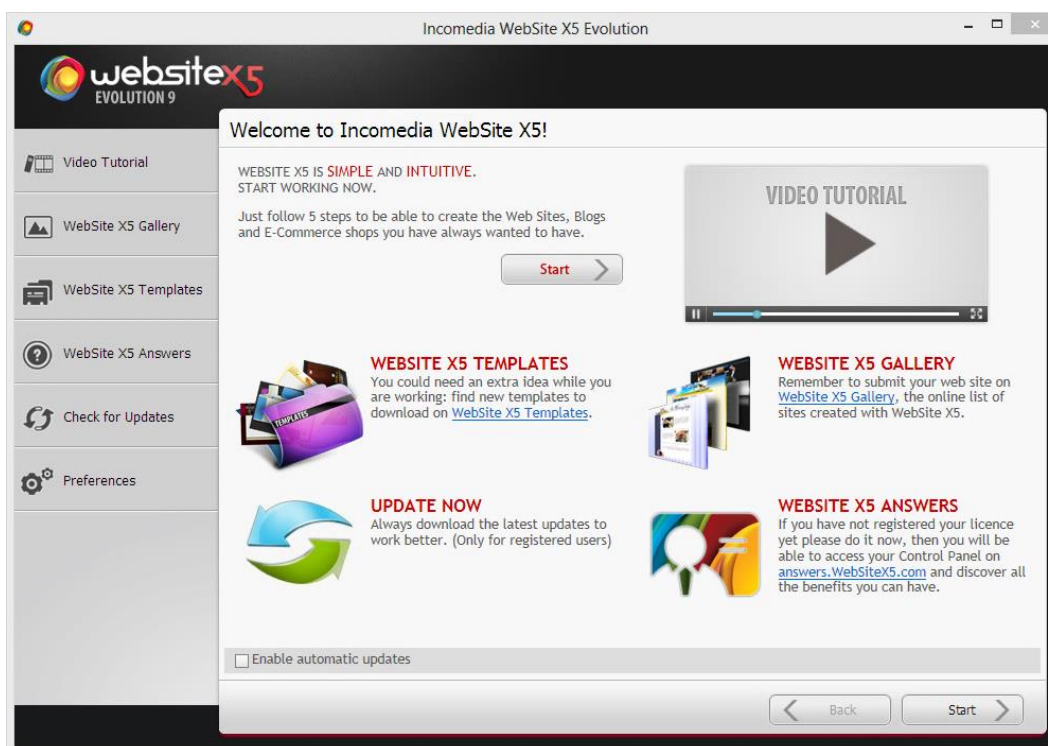 Incomedia WebSite X5 Evolution
websitex5
EVOLUTION 9
Video Tutorial
WebSite X5 Gallery
WebSite X5 Templates
WebSite X5 Answers
Check for Updates
Preferences
Welcome to Incomedia WebSite X5!
WEBSITE X5 IS SIMPLE AND INTUITIVE.
START WORKING NOW.
Just follow 5 steps to be able to create the Web Sites, Blogs
and E-Commerce shops you have always wanted to have.
Start
VIDEO TUTORIAL
TEMPLATES
WEBSITE X5 TEMPLATES
You could need an extra idea while you
are working: find new templates to
download on WebSite X5 Templates.
WEBSITE X5 GALLERY
Remember to submit your web site on
WebSite X5 Gallery, the online list of
sites created with WebSite X5.
UPDATE NOW
Always download the latest updates to
work better. (Only for registered users)
WEBSITE X5 ANSWERS
If you have not registered your licence
yet please do it now, then you will be
able to access your Control Panel on
answers.WebSiteX5.com and discover all
the benefits you can have.
Enable automatic updates
Back
Start